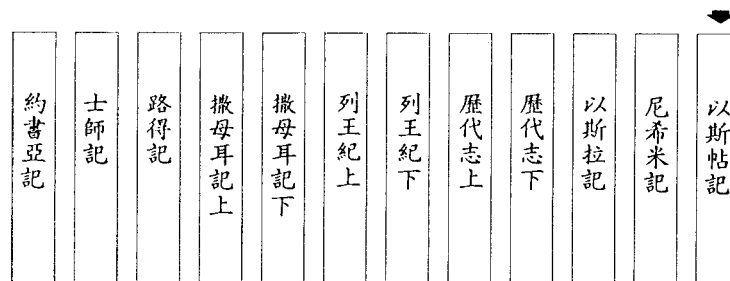 約書亞記
士師記
路得記
撒母耳記上
撒母耳記下
列王紀上
列王紀下
歷代志上
歷代志下
以斯拉記
尼希米記
以斯帖記